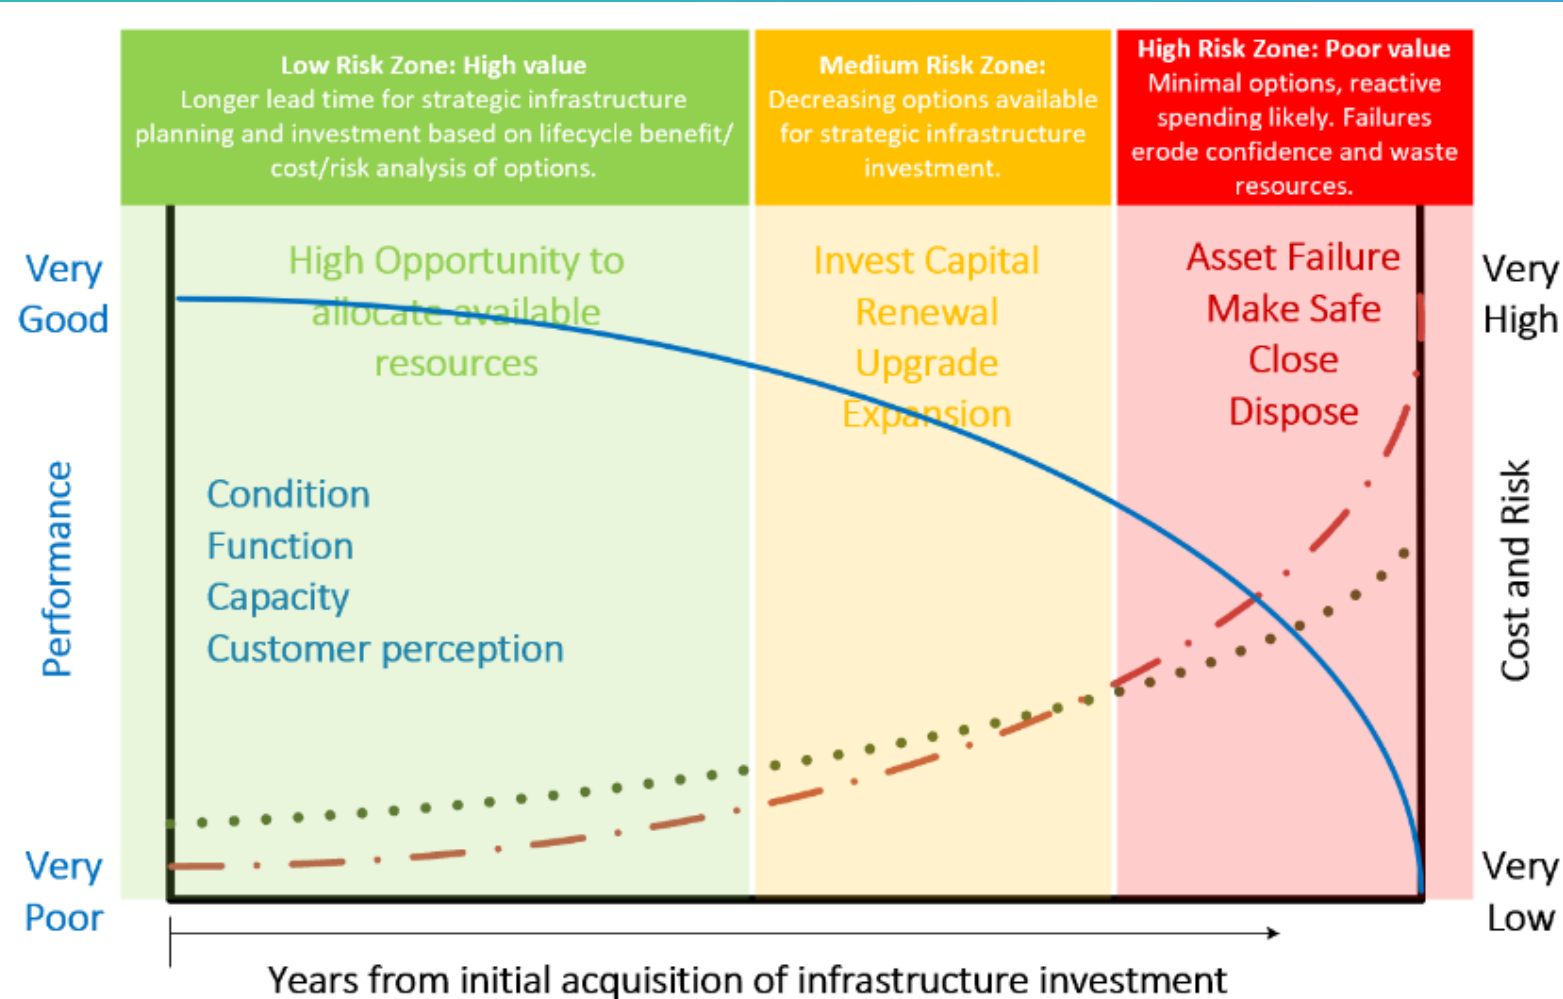 Low Risk Zone: High value
Longer lead time for strategic infrastructure
planning and investment based on lifecycle benefit/
cost/risk analysis of options.
Medium Risk Zone:
Decreasing options available
for strategic infrastructure
investment.
High Risk Zone: Poor value
Minimal options, reactive
spending likely. Failures
erode confidence and waste
resources.
Very
Good
High Opportunity to
allocate available
resources
Invest Capital
Renewal
Upgrade
Expansion
Asset Failure
Make Safe
Close
Dispose
Very
High
Performance
Condition
Function
Capacity
Customer perception
Cost and Risk
Very
Poor
Very
Low
Years from initial acquisition of infrastructure investment